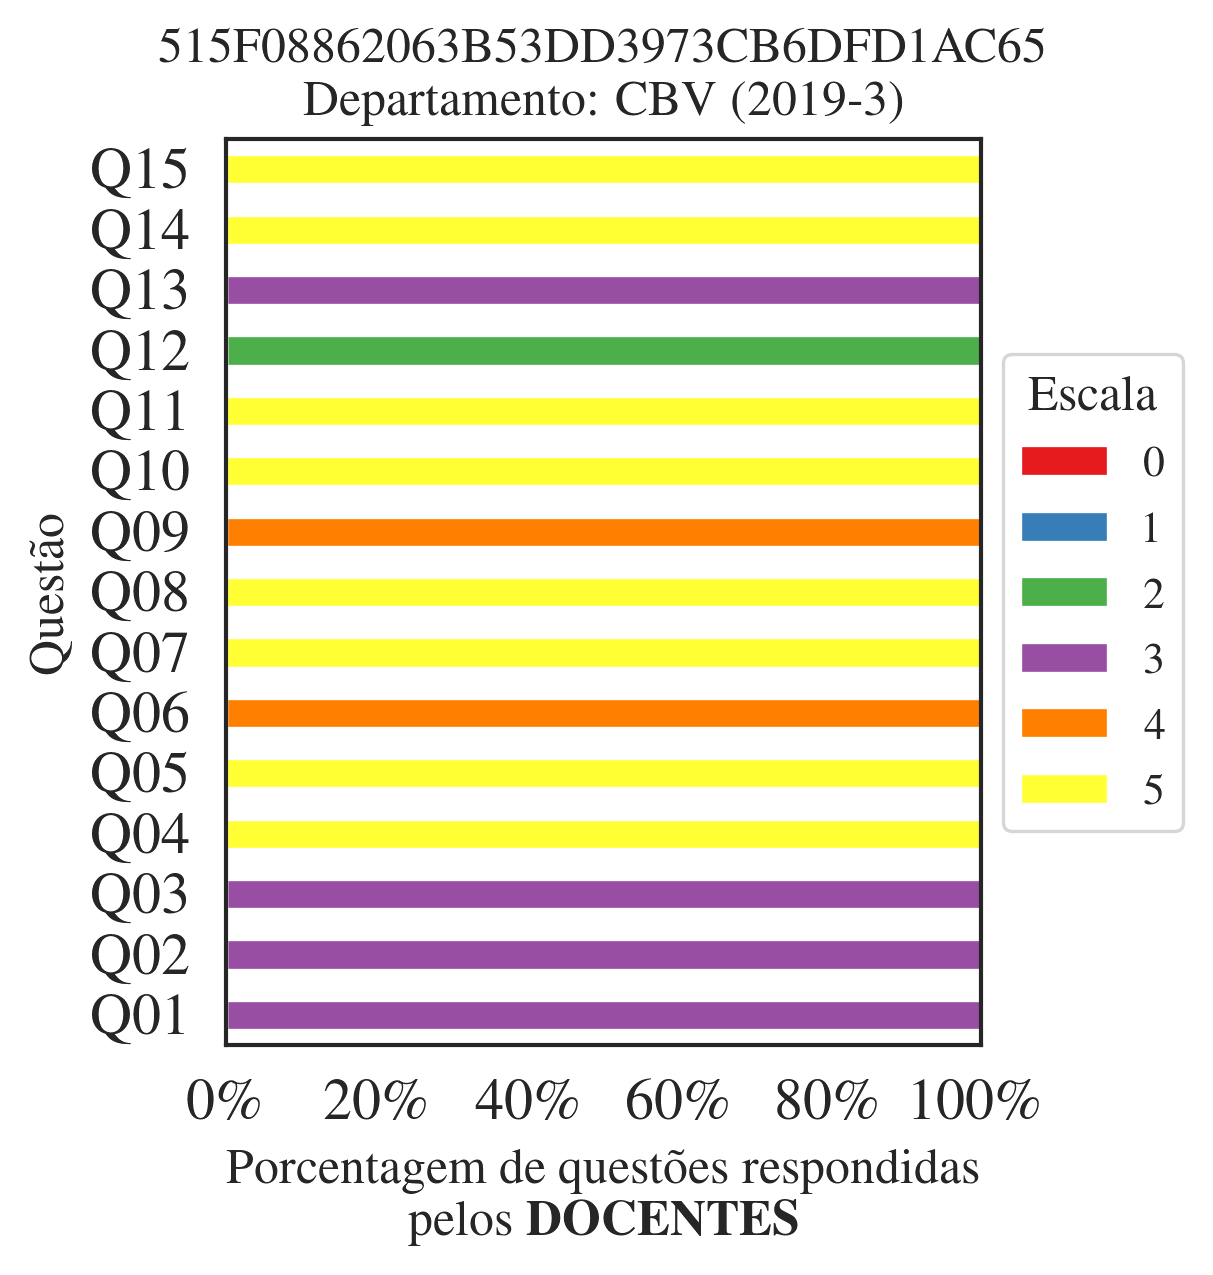 515F08862063B53DD3973CB6DFD1AC65
Departamento: CBV (2019-3)
Questão
Q15
Q14
Q13
Q12
Q11
Q10
Q09
Q08
Q07
Q06
Q05
Q04
Q03
Q02
Q01
0% 20% 40% 60% 80% 100%
Porcentagem de questões respondidas
pelos DOCENTES
Escala
0
1
2
3
4
5